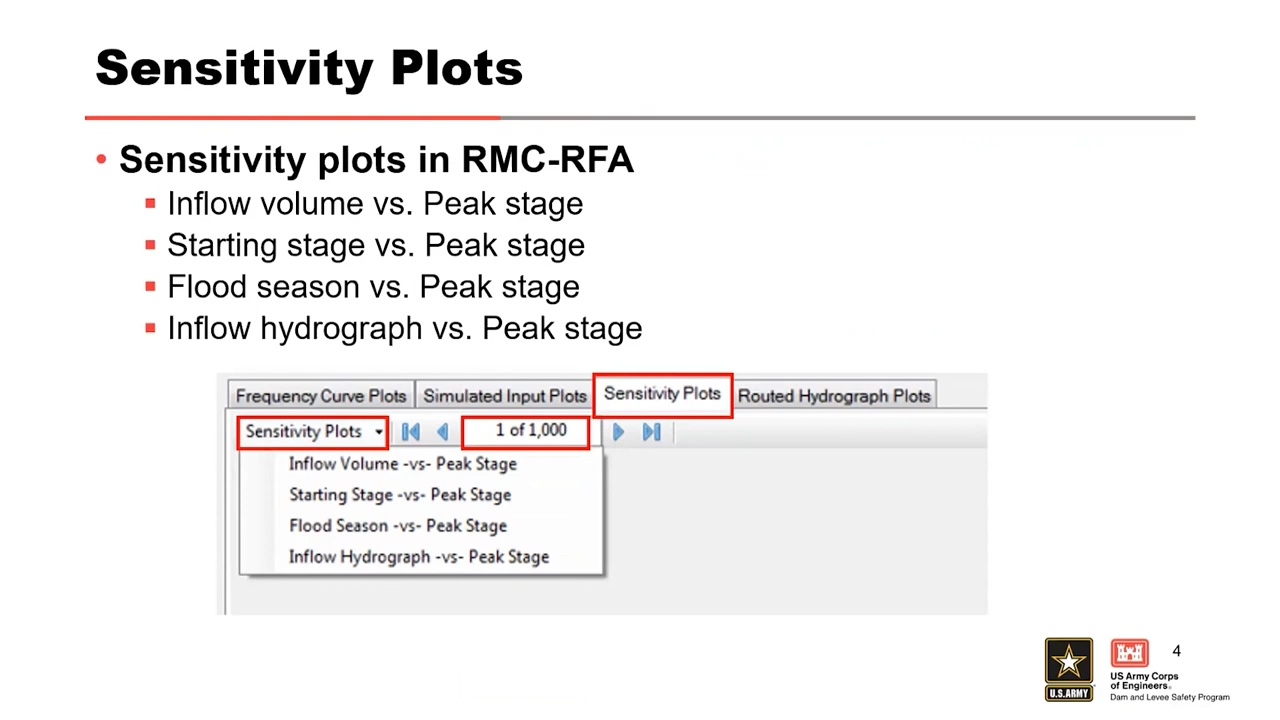 Sensitivity Plots
• Sensitivity plots in RMC-RFA
▪ Inflow volume vs. Peak stage
▪ Starting stage vs. Peak stage
▪ Flood season vs. Peak stage
▪ Inflow hydrograph vs. Peak stage
Frequency Curve Plots Simulated Input Plots Sensitivity Plots Routed Hydrograph Plots
Sensitivity Plots 1 of 1,000
Inflow Volume -vs- Peak Stage
Starting Stage -vs- Peak Stage
Flood Season -vs- Peak Stage
Inflow Hydrograph -vs- Peak Stage
4
U.S.ARMY
US Army Corps
of Engineers®
Dam and Levee Safety Program